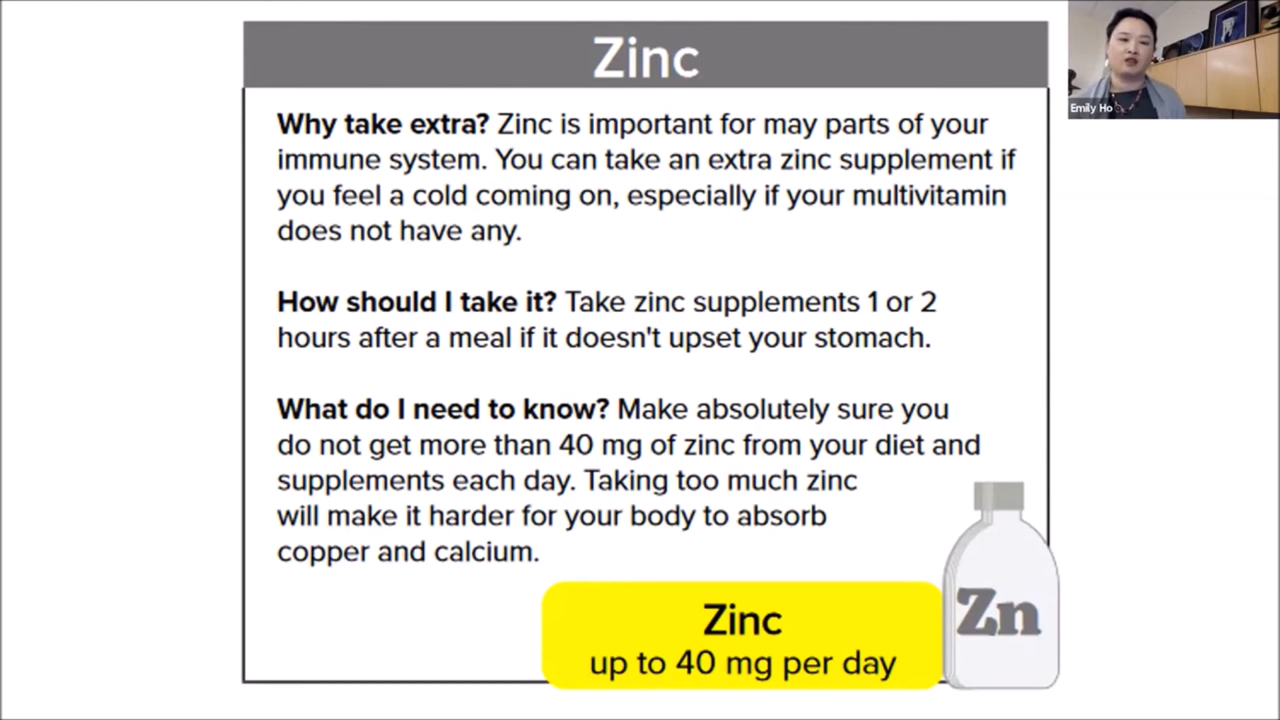 Zinc
Why take extra? Zinc is important for may parts of your
immune system. You can take an extra zinc supplement if
you feel a cold coming on, especially if your multivitamin
does not have any.
How should I take it? Take zinc supplements 1 or 2
hours after a meal if it doesn't upset your stomach.
What do I need to know? Make absolutely sure you
do not get more than 40 mg of zinc from your diet and
supplements each day. Taking too much zinc
will make it harder for your body to absorb
copper and calcium.
Zinc
up to 40 mg per day
Zn
Emily Ho